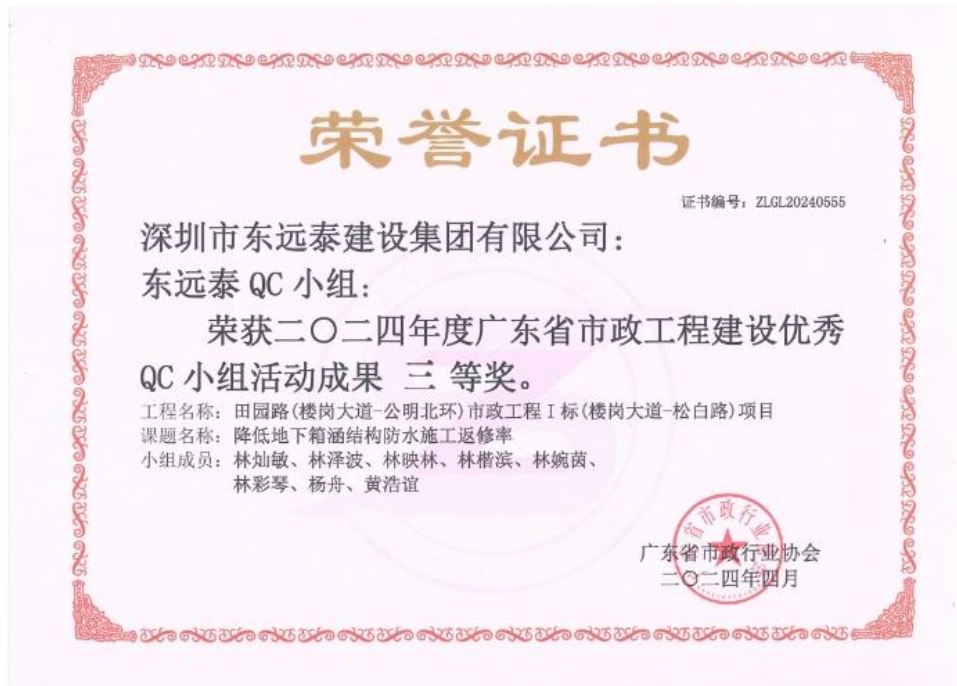 荣誉证书
证书编号：ZLGL20240555
深圳市东远泰建设集团有限公司：
东远泰QC小组：
荣获二〇二四年度广东省市政工程建设优秀
QC小组活动成果 三 等奖。
工程名称：田园路(楼岗大道-公明北环)市政工程Ⅰ标(楼岗大道-松白路)项目
课题名称：降低地下箱涵结构防水施工返修率
小组成员：林灿敏、林泽波、林映林、林楷滨、林婉茵、
林彩琴、杨舟、黄浩谊
广东省市政行业协会
二〇二四年四月